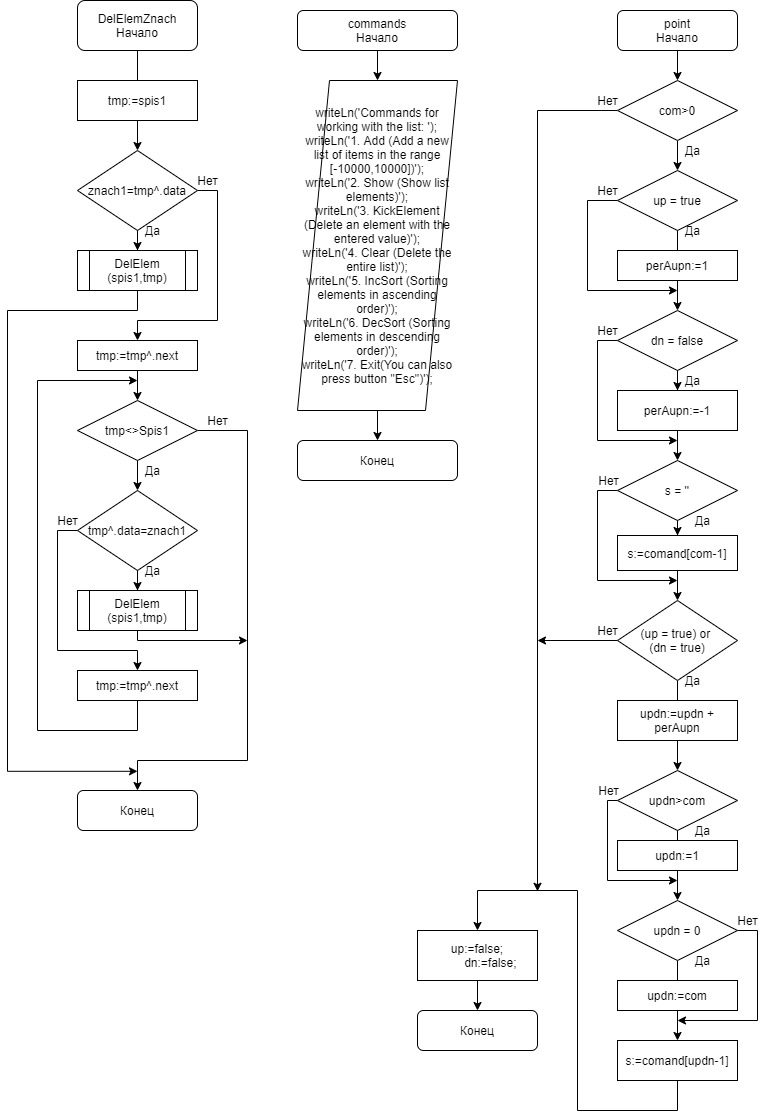 DelElemZnach
Начало
tmp:=spis1
znach1=tmp^.data
Нет
Да
DelElem
(spis1,tmp)
tmp:=tmp^.next
tmp<>Spis1
Нет
Да
Нет
tmp^.data=znach1
Да
DelElem
(spis1,tmp)
tmp:=tmp^.next
Конец
commands
Начало
writeLn('Commands for
working with the list: ');
writeLn('1. Add (Add a new
list of items in the range
[-10000,10000])');
writeLn('2. Show (Show list
elements)');
writeLn('3. KickElement
(Delete an element with the
entered value)');
writeLn('4. Clear (Delete the
entire list)');
writeLn('5. IncSort (Sorting
elements in ascending
order)');
writeLn('6. DecSort (Sorting
elements in descending
order)');
writeLn('7. Exit(You can also
press button "Esc")');
Конец
point
Начало
Нет
com>0
Да
Нет
up = true
Да
perAupn:=1
Нет
dn = false
Да
perAupn:=-1
Нет
s = ''
Да
s:=comand[com-1]
Нет
(up = true) or
(dn = true)
Да
updn:=updn +
perAupn
Нет
updn>com
Да
updn:=1
updn = 0
Нет
Да
updn:=com
s:=comand[updn-1]
up:=false;
dn:=false;
Конец